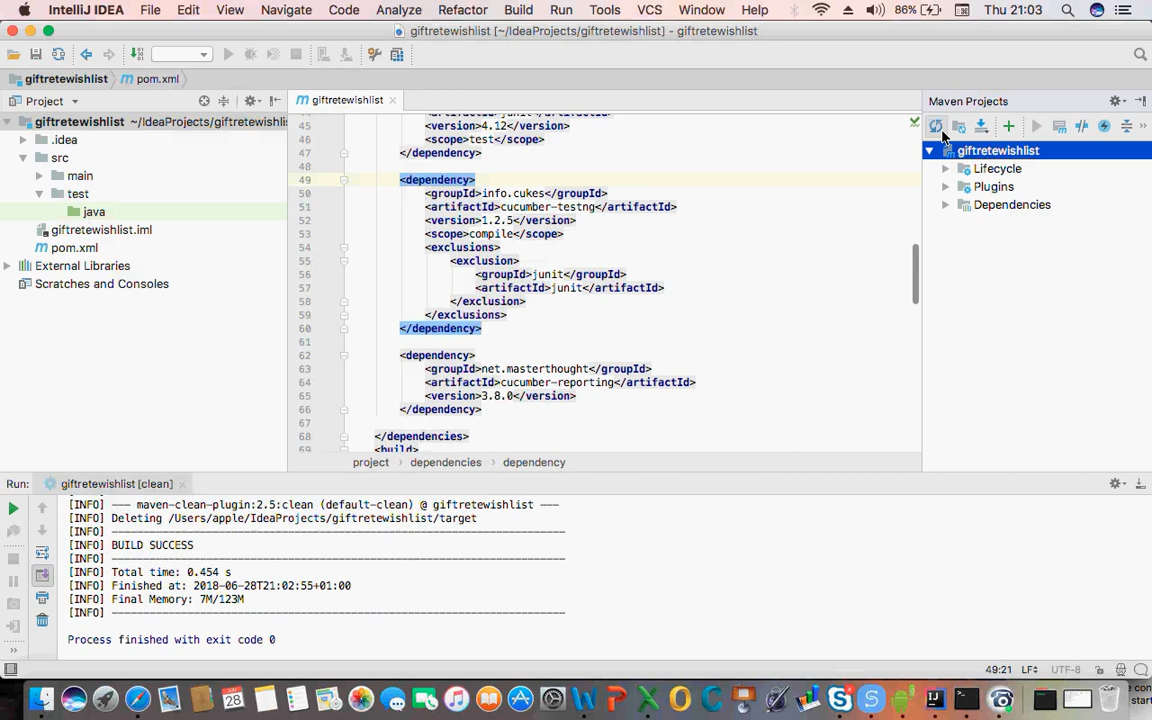 IntelliJ IDEA File Edit View Navigate Code Analyze Refactor Build Run Tools VCS Window Help 86% Thu 21:03
giftretewishlist [~/IdeaProjects/giftretewishlist] - giftretewishlist
giftretewishlist pom.xml
Project
giftretewishlist ~/IdeaProjects/giftretewishlis
.idea
src
main
test
java
giftretewishlist.iml
pom.xml
External Libraries
Scratches and Consoles
giftretewishlist
45 <version>4.12</version>
46 <scope>test</scope>
47 </dependency>
48
49 <dependency>
50 <groupId>info.cukes</groupId>
51 <artifactId>cucumber-testng</artifactId>
52 <version>1.2.5</version>
53 <scope>compile</scope>
54 <exclusions>
55 <exclusion>
56 <groupId>junit</groupId>
57 <artifactId>junit</artifactId>
58 </exclusion>
59 </exclusions>
60 </dependency>
61
62 <dependency>
63 <groupId>net.masterthought</groupId>
64 <artifactId>cucumber-reporting</artifactId>
65 <version>3.8.0</version>
66 </dependency>
67
68 </dependencies>
69 <build>
project dependencies dependency
Maven Projects
giftretewishlist
Lifecycle
Plugins
Dependencies
Run: giftretewishlist [clean]
[INFO] --- maven-clean-plugin:2.5:clean (default-clean) @ giftretewishlist ---
[INFO] Deleting /Users/apple/IdeaProjects/giftretewishlist/target
[INFO] ------------------------------------------------------------------------
[INFO] BUILD SUCCESS
[INFO] ------------------------------------------------------------------------
[INFO] Total time: 0.454 s
[INFO] Finished at: 2018-06-28T21:02:55+01:00
[INFO] Final Memory: 7M/123M
[INFO] ------------------------------------------------------------------------
Process finished with exit code 0
49:21 LF UTF-8